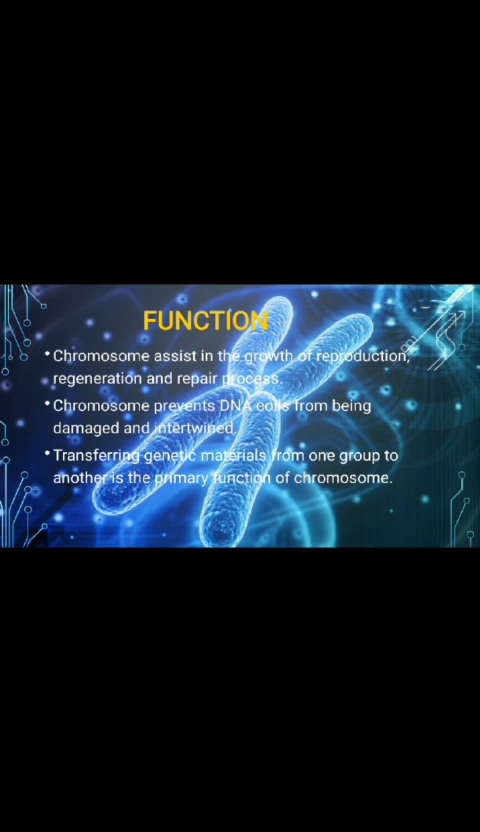 FUNCTION
• Chromosome assist in the growth of reproduction,
regeneration and repair process.
• Chromosome prevents DNA coils from being
damaged and intertwined.
• Transferring genetic materials from one group to
another is the primary function of chromosome.